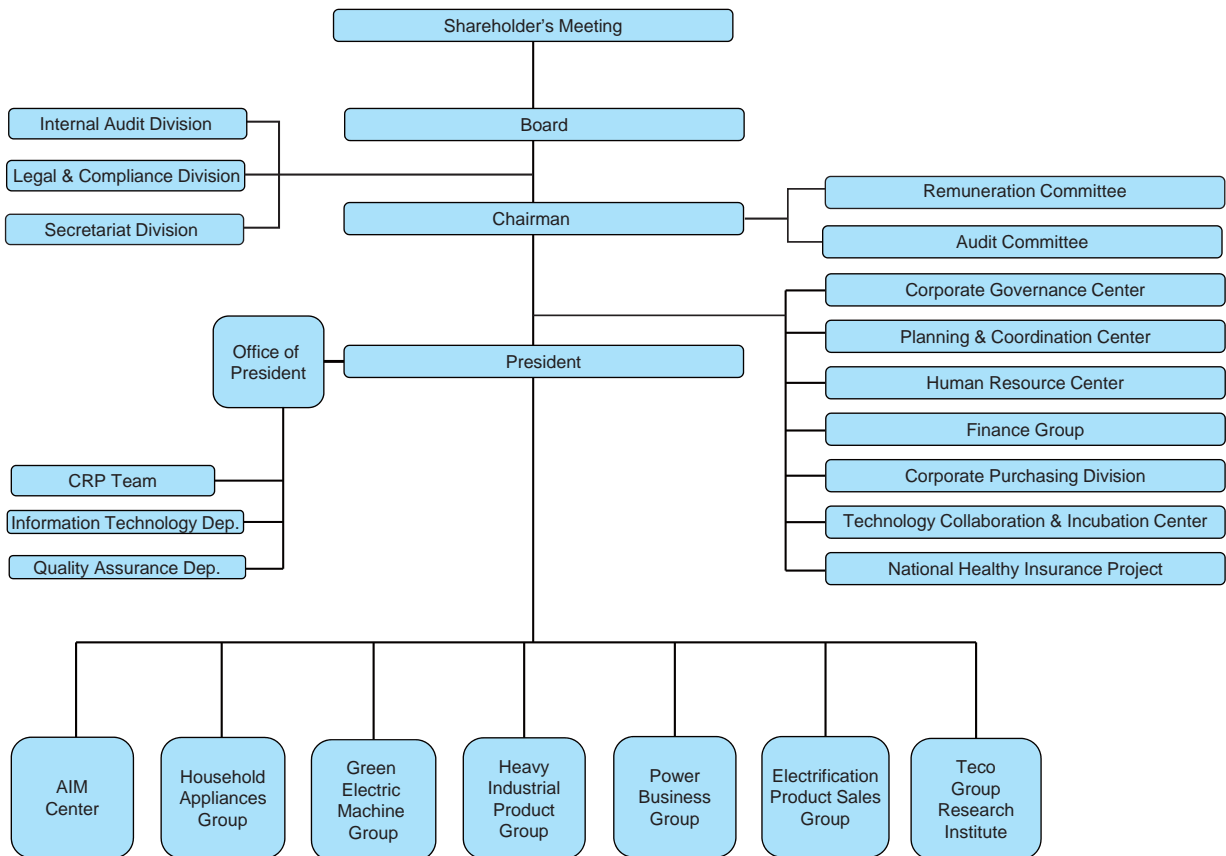 Shareholder's Meeting
Board
Internal Audit Division
Legal & Compliance Division
Secretariat Division
Chairman
Remuneration Committee
Audit Committee
Corporate Governance Center
Planning & Coordination Center
Human Resource Center
Finance Group
Corporate Purchasing Division
Technology Collaboration & Incubation Center
National Healthy Insurance Project
Office of
President
President
CRP Team
Information Technology Dep.
Quality Assurance Dep.
AIM
Center
Household
Appliances
Group
Green
Electric
Machine
Group
Heavy
Industrial
Product
Group
Power
Business
Group
Electrification
Product Sales
Group
Teco
Group
Research
Institute